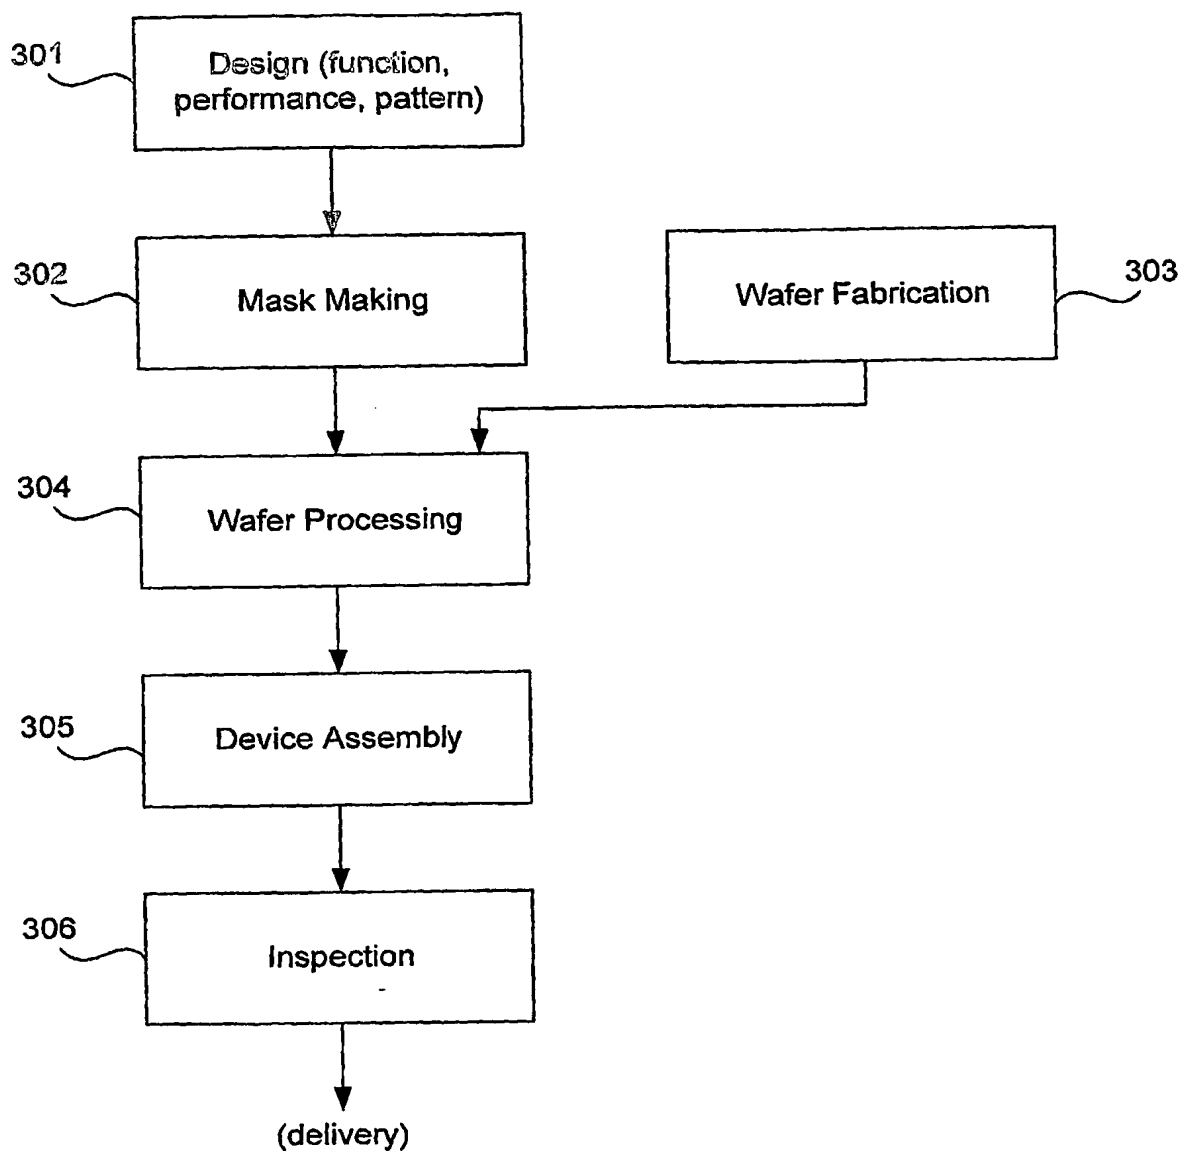 301
Design (function,
performance, pattern)
302
Mask Making
Wafer Fabrication
303
304
Wafer Processing
305
Device Assembly
306
Inspection
(delivery)